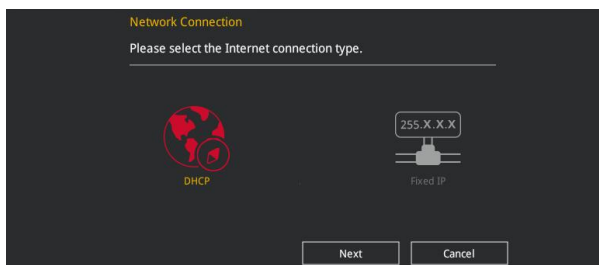 Network Connection
Please select the Internet connection type.
255.X.X.X
DHCP
Fixed IP
Next
Cancel